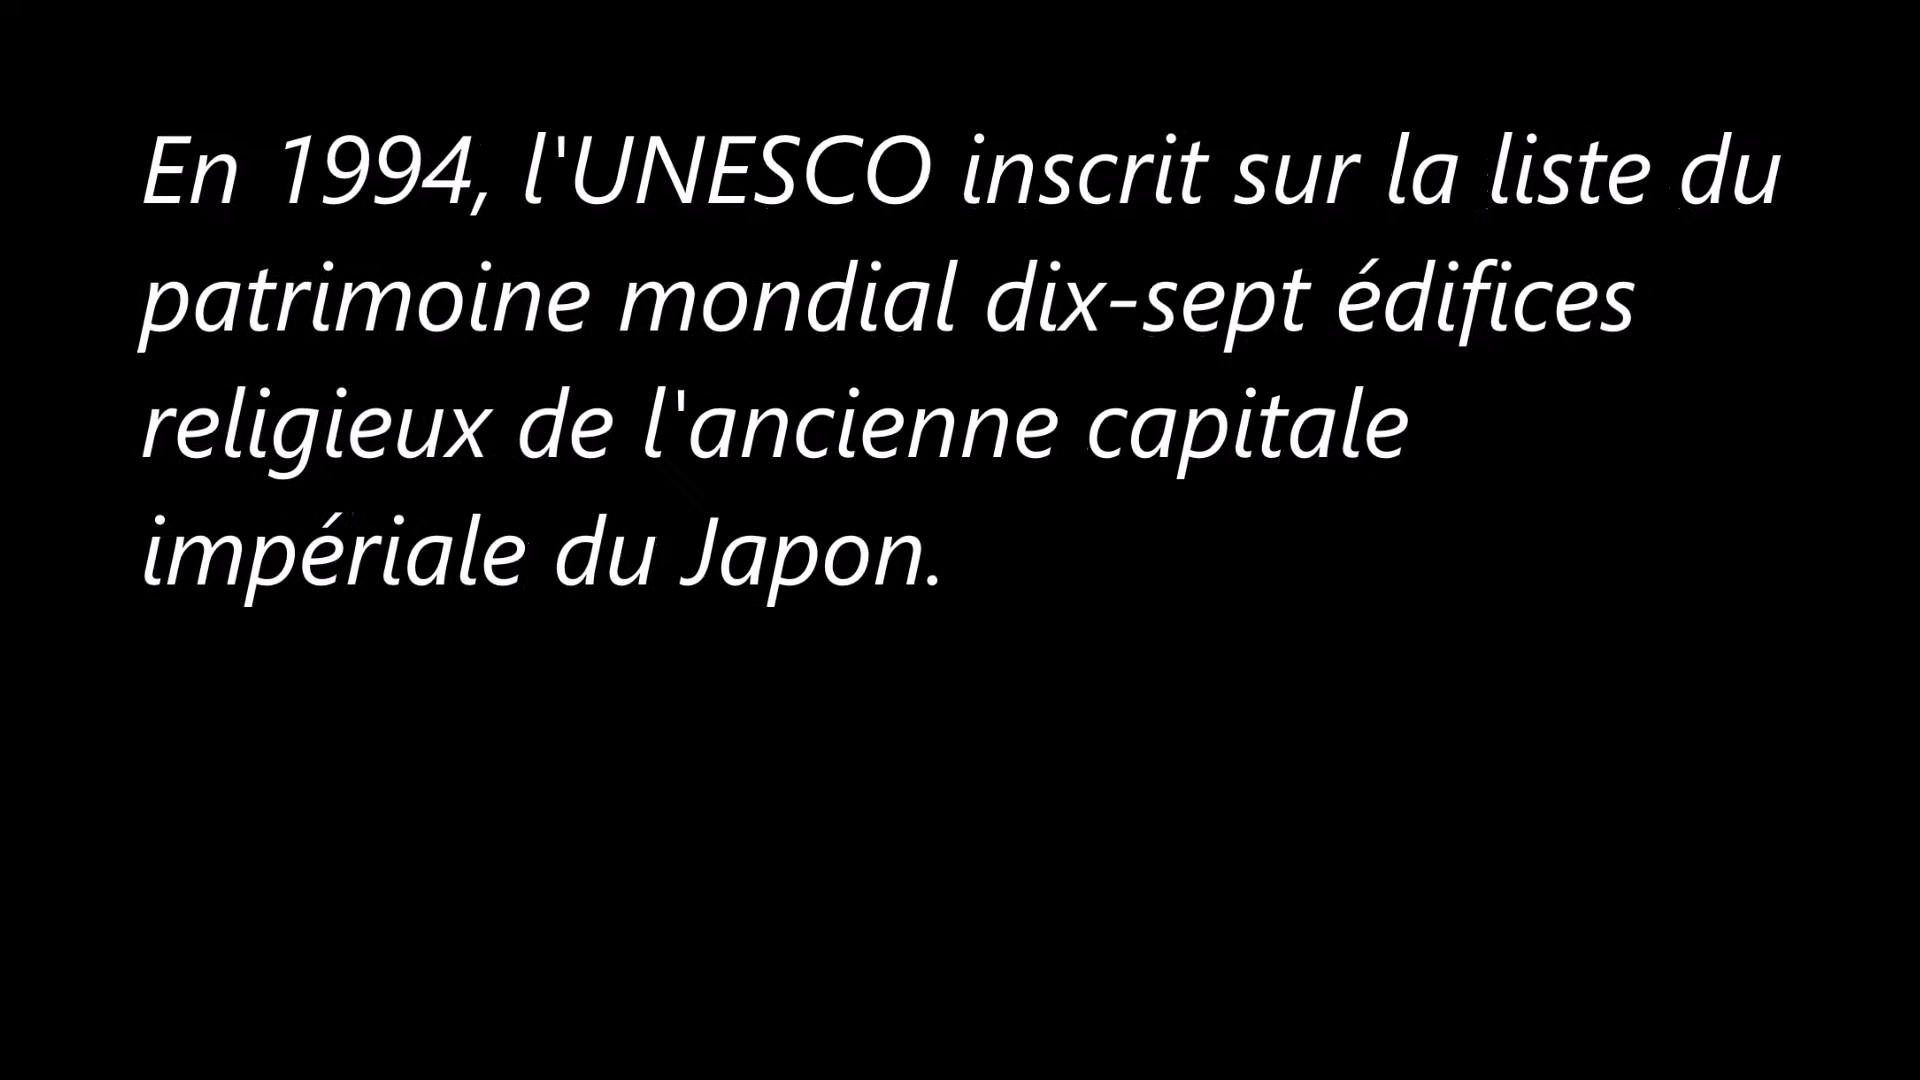 En 1994, l'UNESCO inscrit sur la liste du
patrimoine mondial dix-sept édifices
religieux de l'ancienne capitale
impériale du Japon.